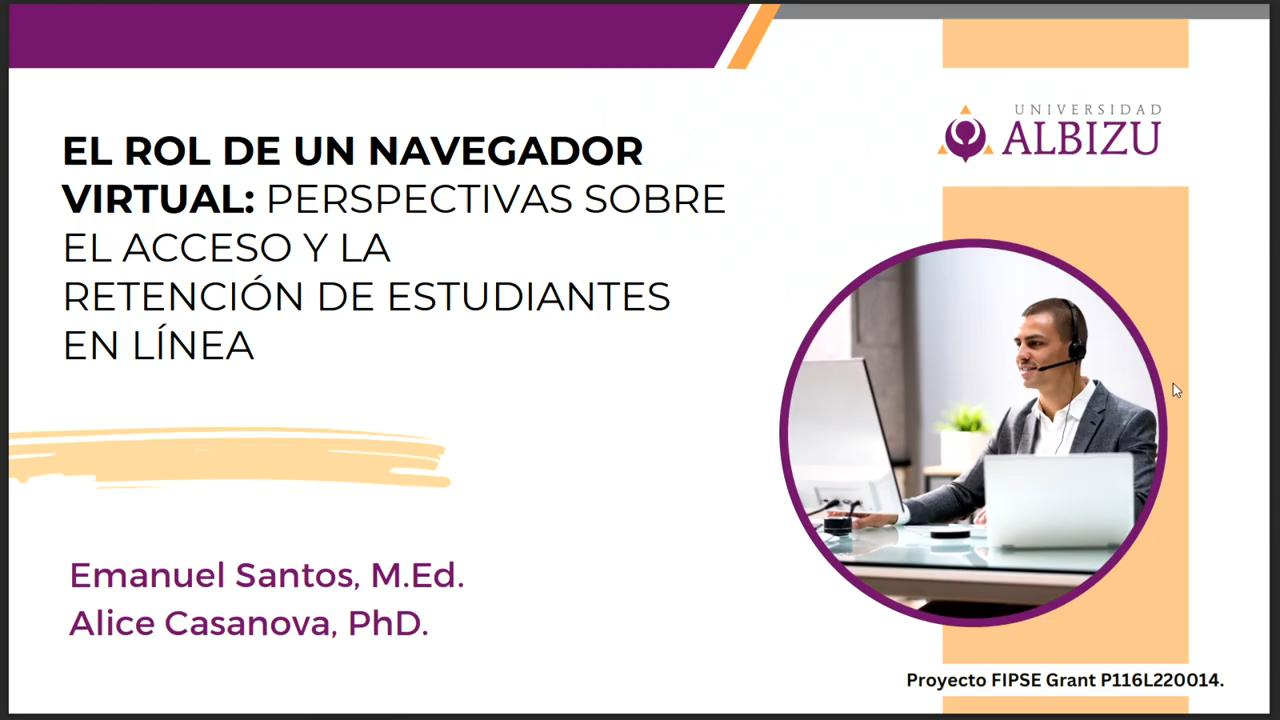 UNIVERSIDAD
ALBIZU
EL ROL DE UN NAVEGADOR
VIRTUAL: PERSPECTIVAS SOBRE
EL ACCESO Y LA
RETENCIÓN DE ESTUDIANTES
EN LÍNEA
Emanuel Santos, M.Ed.
Alice Casanova, PhD.
Proyecto FIPSE Grant P116L220014.